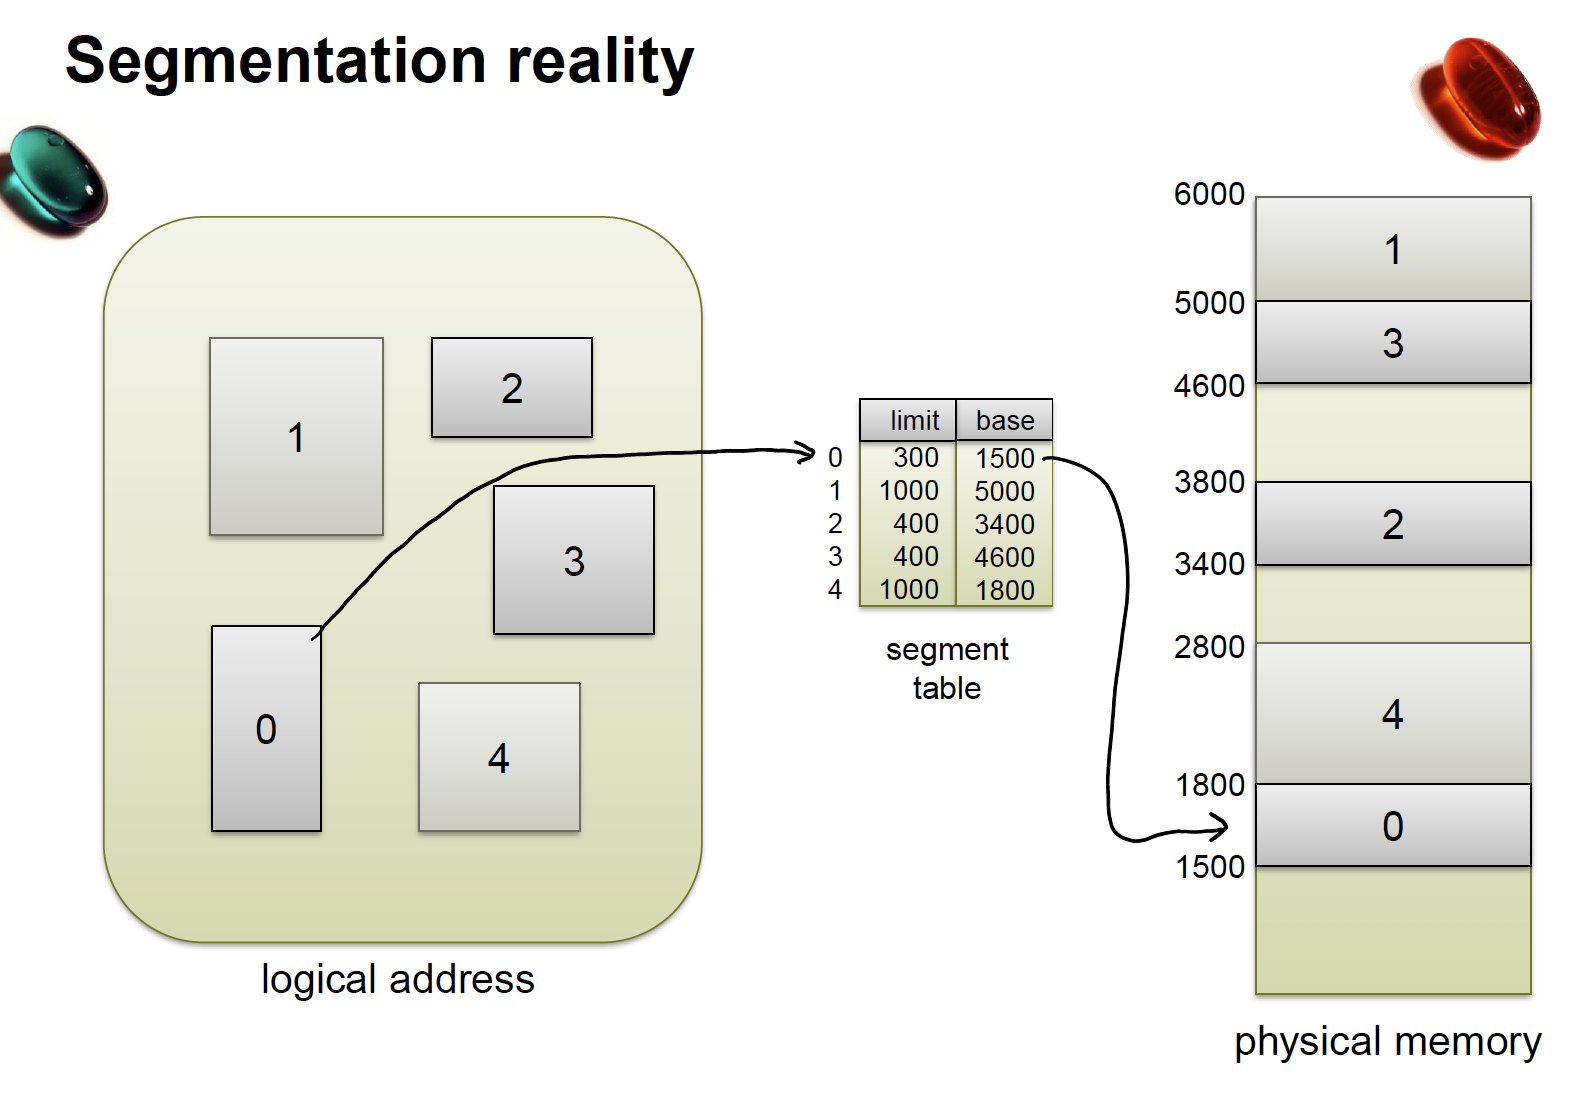 Segmentation reality
1
2
3
0
4
logical address
limit base
0 300 1500
1 1000 5000
2 400 3400
3 400 4600
4 1000 1800
segment
table
6000
1
5000
3
4600
3800
2
3400
2800
4
1800
0
1500
physical memory